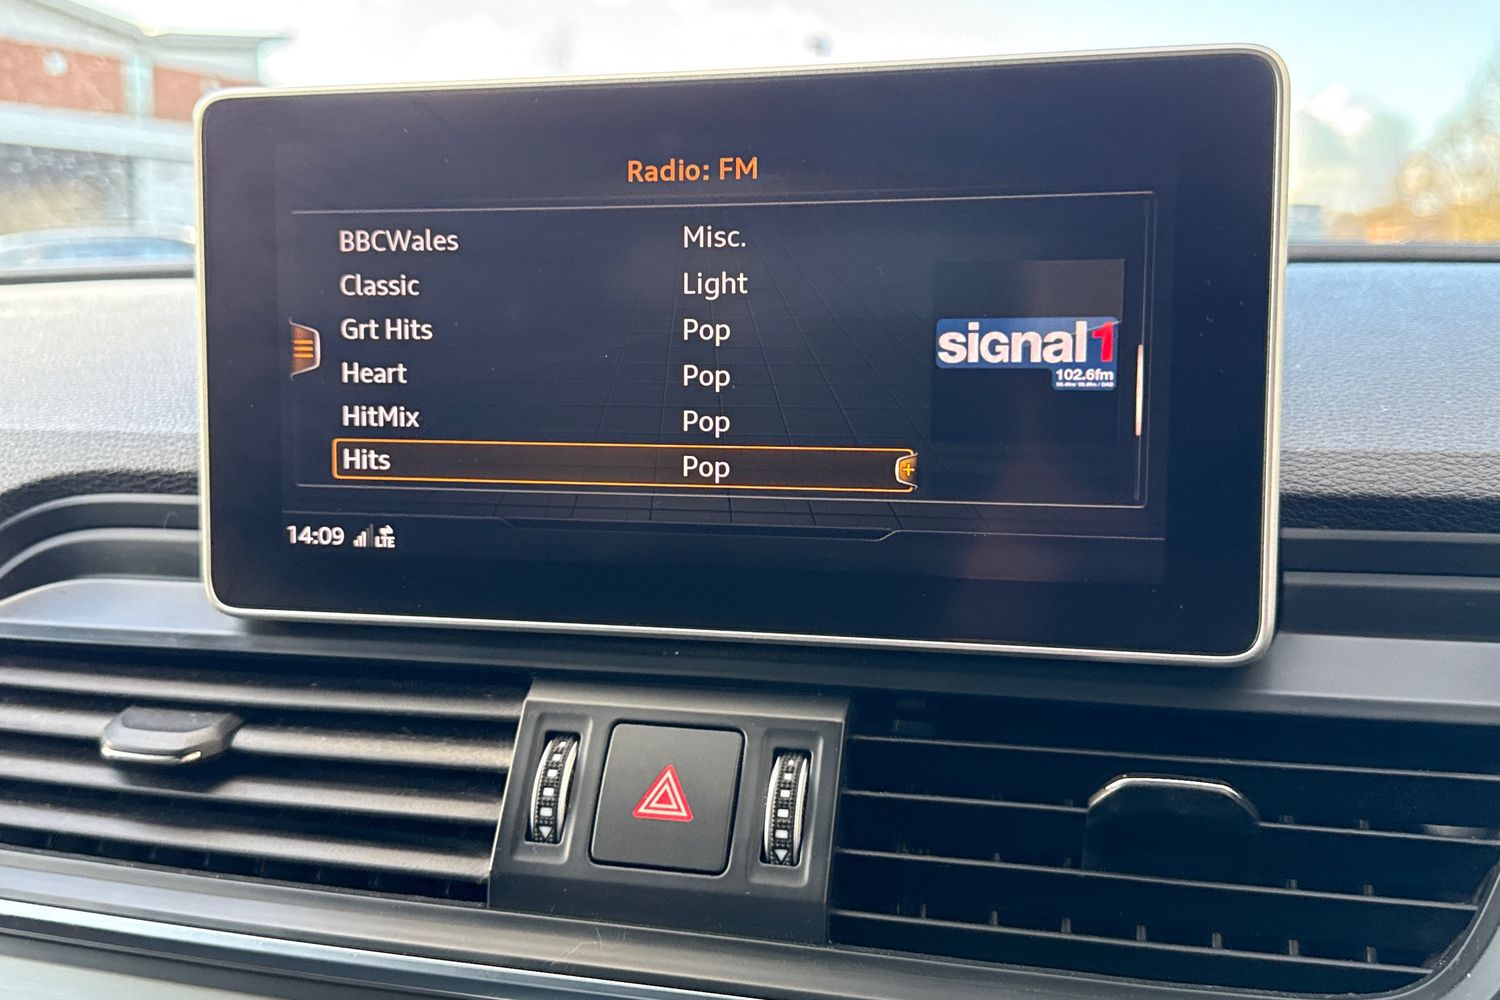 Radio: FM
BBCWales Misc.
Classic Light
Grt Hits Pop
Heart Pop
HitMix Pop
Hits Pop
signal1
102.6fm
14:09 LTE